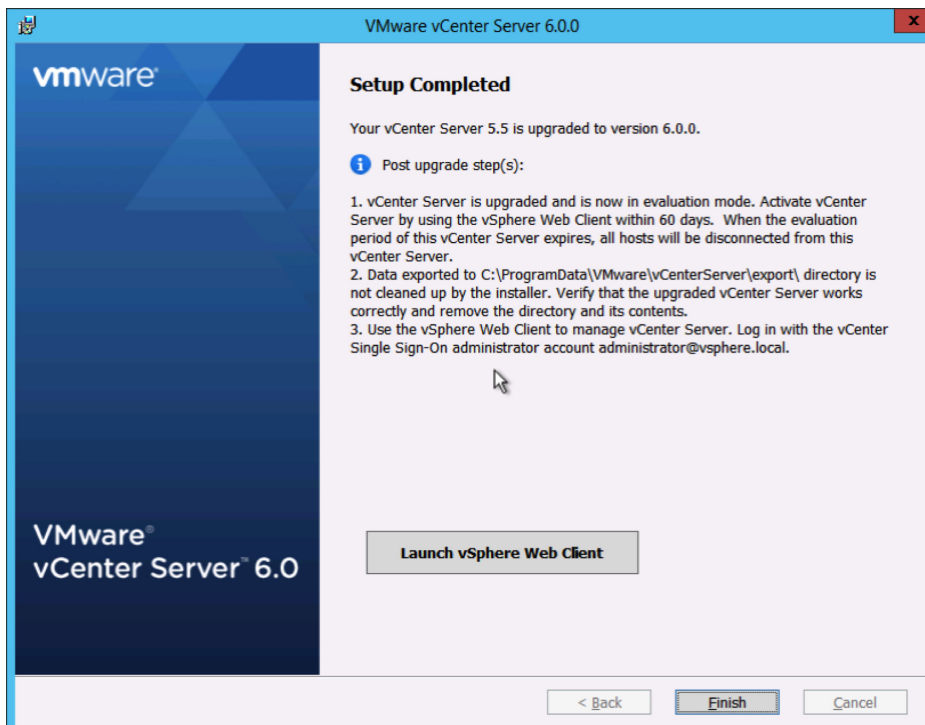 VMware vCenter Server 6.0.0
x
vmware®
Setup Completed
Your vCenter Server 5.5 is upgraded to version 6.0.0.
i Post upgrade step(s):
1. vCenter Server is upgraded and is now in evaluation mode. Activate vCenter
Server by using the vSphere Web Client within 60 days.  When the evaluation
period of this vCenter Server expires, all hosts will be disconnected from this
vCenter Server.
2. Data exported to C:\ProgramData\VMware\vCenterServer\export\ directory is
not cleaned up by the installer. Verify that the upgraded vCenter Server works
correctly and remove the directory and its contents.
3. Use the vSphere Web Client to manage vCenter Server. Log in with the vCenter
Single Sign-On administrator account administrator@vsphere.local.
VMware®
vCenter Server™ 6.0
Launch vSphere Web Client
< Back
Finish
Cancel